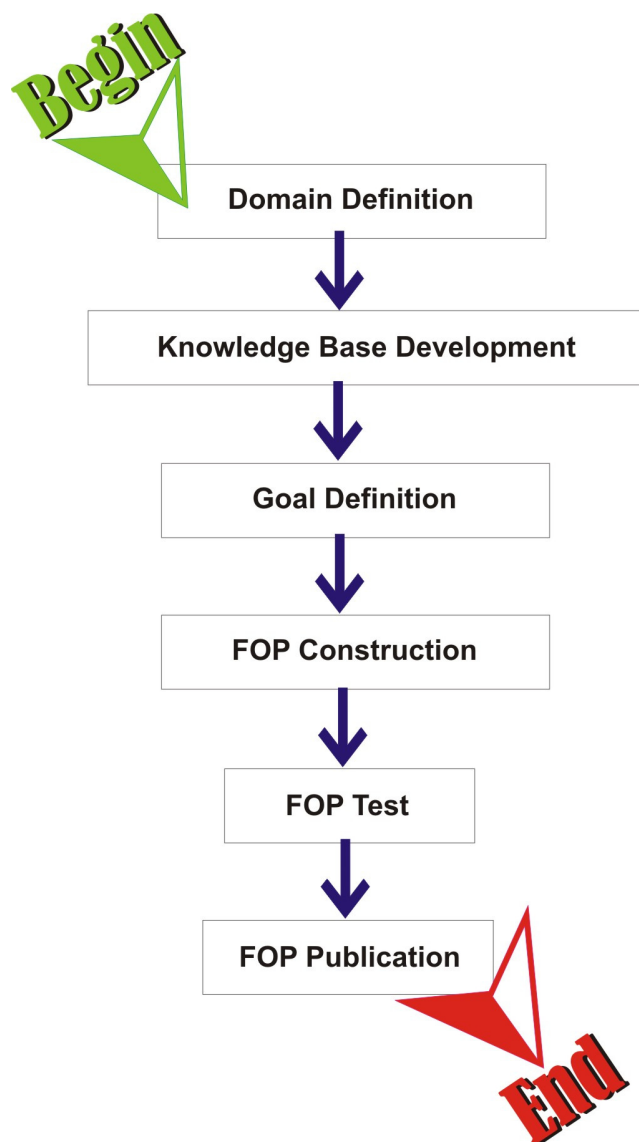 Begin
Domain Definition
Knowledge Base Development
Goal Definition
FOP Construction
FOP Test
FOP Publication
End